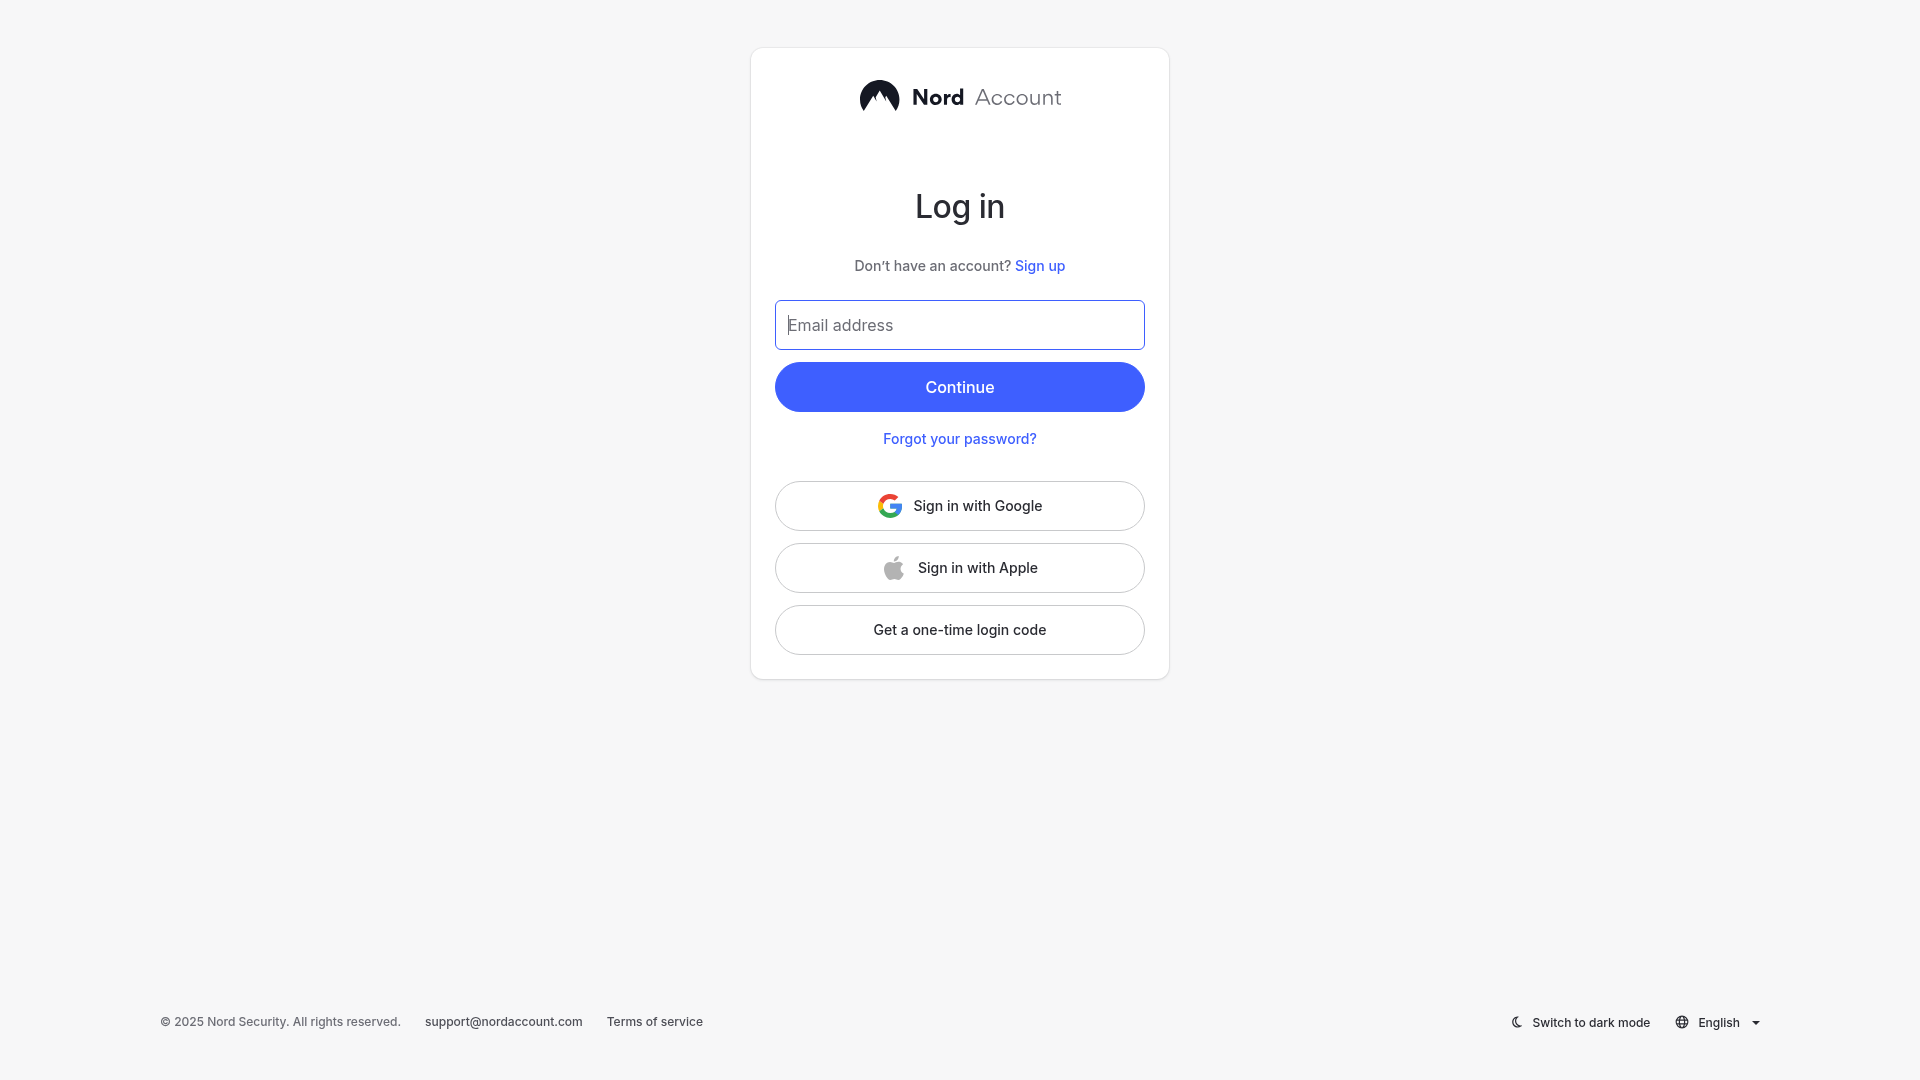 Nord Account
Log in
Don't have an account? Sign up
Email address
Continue
Forgot your password?
Sign in with Google
Sign in with Apple
Get a one-time login code
© 2025 Nord Security. All rights reserved. support@nordaccount.com Terms of service Switch to dark mode English